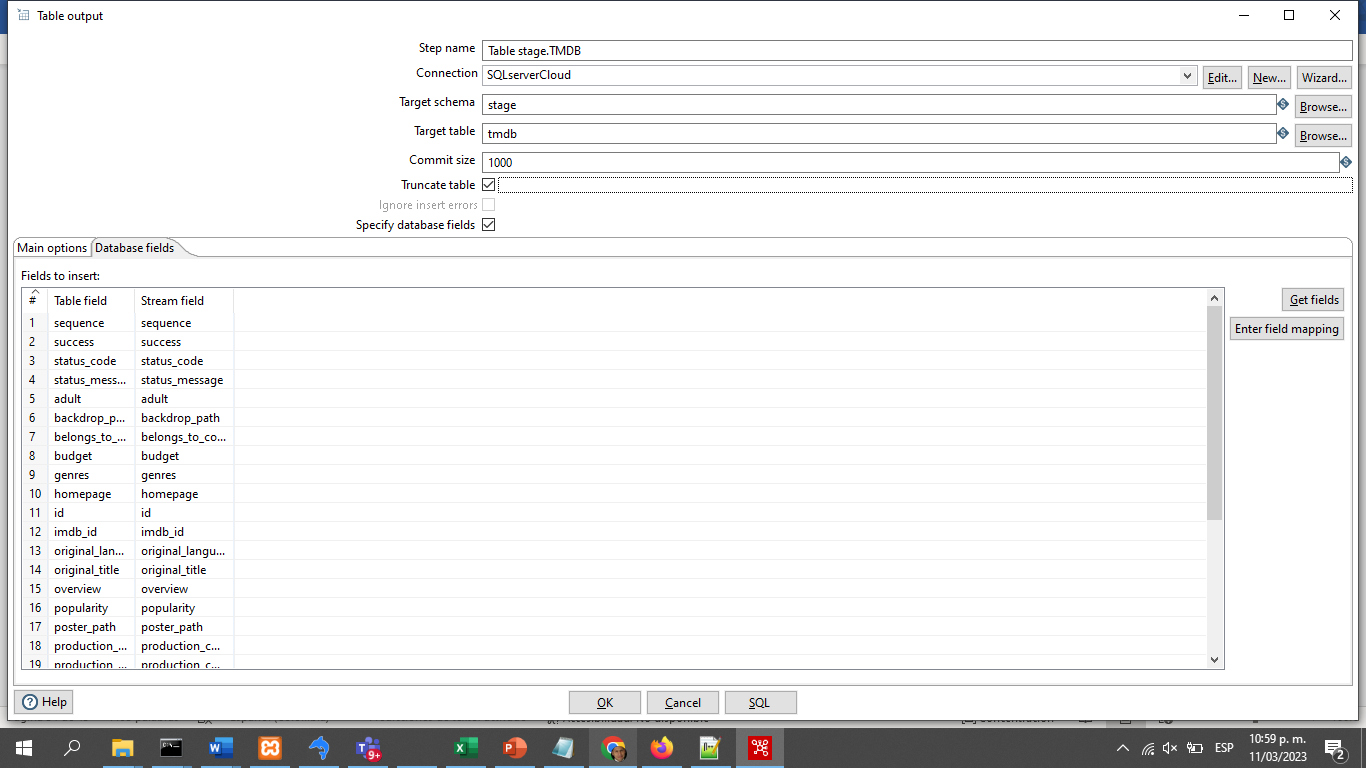 Table output
Step name Table stage.TMDB
Connection SQLserverCloud Edit... New... Wizard...
Target schema stage Browse...
Target table tmdb Browse...
Commit size 1000
Truncate table
Ignore insert errors
Specify database fields
Main options Database fields
Fields to insert:
# Table field Stream field
Get fields
Enter field mapping
1 sequence sequence
2 success success
3 status_code status_code
4 status_mess... status_message
5 adult adult
6 backdrop_p... backdrop_path
7 belongs_to_... belongs_to_co...
8 budget budget
9 genres genres
10 homepage homepage
11 id id
12 imdb_id imdb_id
13 original_lan... original_langu...
14 original_title original_title
15 overview overview
16 popularity popularity
17 poster_path poster_path
18 production_... production_c...
19 production_... production_c...
Help OK Cancel SQL
9+
ESP
10:59 p. m.
11/03/2023
2